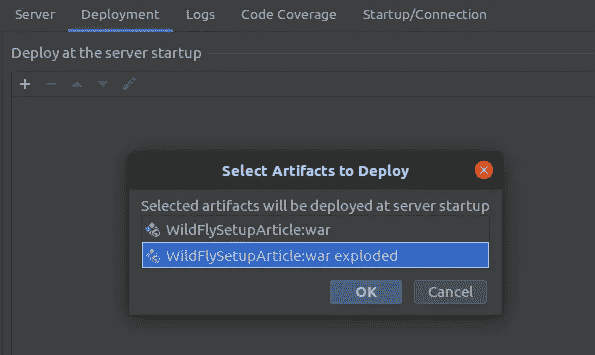 Server Deployment Logs Code Coverage Startup/Connection
Deploy at the server startup
Select Artifacts to Deploy
Selected artifacts will be deployed at server startup
WildFlySetupArticle:war
WildFlySetupArticle:war exploded
OK Cancel